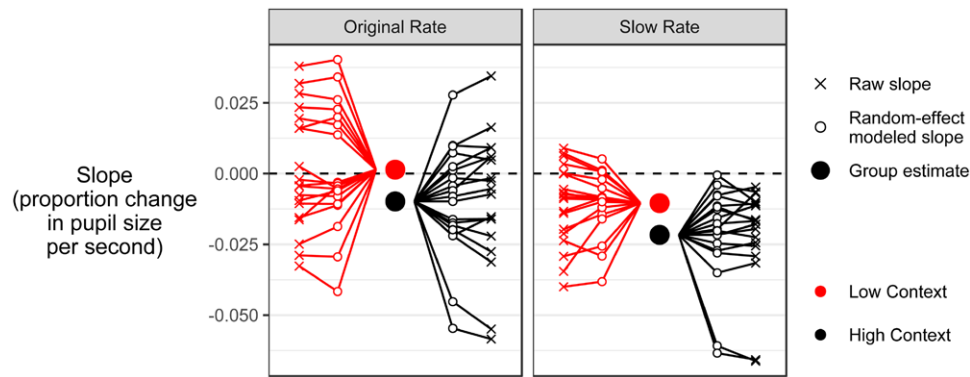 Original Rate
Slow Rate
Slope
(proportion change
in pupil size
per second)
0.025
0.000
-0.025
-0.050
Raw slope
Random-effect
modeled slope
Group estimate
Low Context
High Context